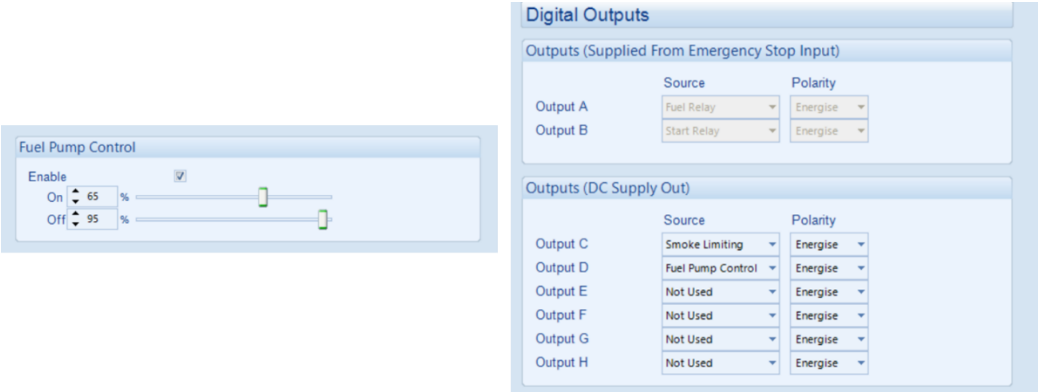 Fuel Pump Control
Enable
On 65 %
Off 95 %
Digital Outputs
Outputs (Supplied From Emergency Stop Input)
Source Polarity
Output A Fuel Relay Energise
Output B Start Relay Energise
Outputs (DC Supply Out)
Source Polarity
Output C Smoke Limiting Energise
Output D Fuel Pump Control Energise
Output E Not Used Energise
Output F Not Used Energise
Output G Not Used Energise
Output H Not Used Energise